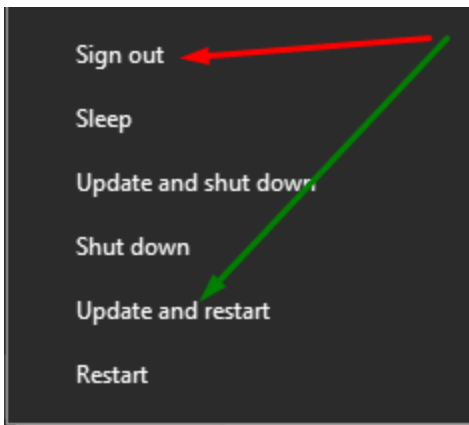 Sign out
Sleep
Update and shut down
Shut down
Update and restart
Restart